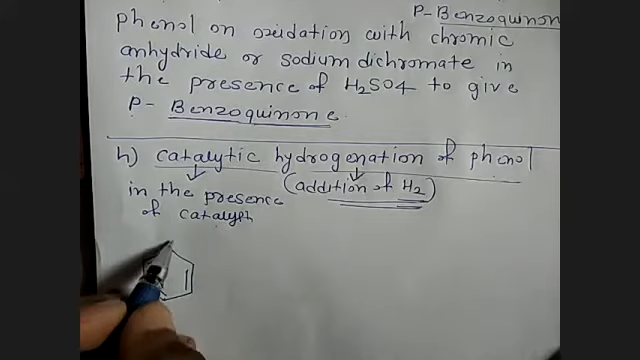 P-Benzoquinone
phenol on oxidation with chromic
anhydride or sodium dichromate in
the presence of H2SO4 to give
P- Benzoquinone.
h) catalytic hydrogenation of phenol
in the presence (addition of H2)
of catalyst